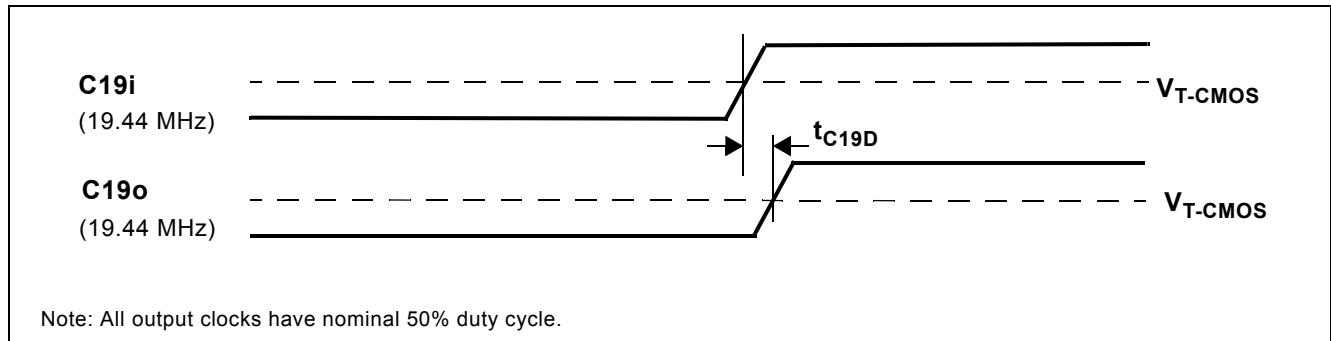 C19i
(19.44 MHz)
VT-CMOS
tC19D
C19o
(19.44 MHz)
VT-CMOS
Note: All output clocks have nominal 50% duty cycle.